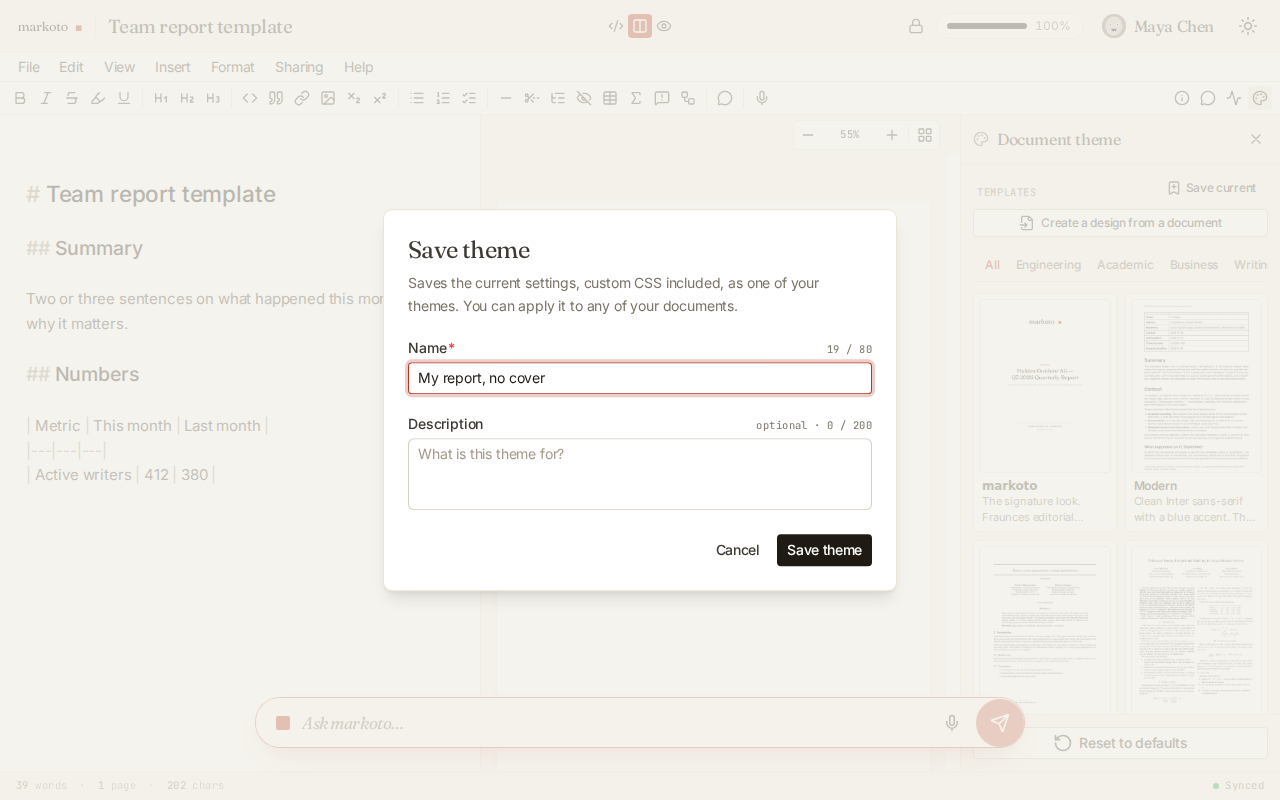 markoto
Team report template
100%
Maya Chen
File Edit View Insert Format Sharing Help
H1 H2 H3
55%
Document theme
TEMPLATES
Save current
Create a design from a document
All Engineering Academic Business Writin
# Team report template
## Summary
Two or three sentences on what happened this mon
why it matters.
## Numbers
| Metric | This month | Last month |
|---|---|---|
| Active writers | 412 | 380 |
Save theme
Saves the current settings, custom CSS included, as one of your
themes. You can apply it to any of your documents.
Name*
19 / 80
My report, no cover
Description
optional · 0 / 200
What is this theme for?
Cancel
Save theme
markoto
Summary
markoto
The signature look.
Fraunces editorial...
Modern
Clean Inter sans-serif
with a blue accent. Th...
Ask markoto...
Reset to defaults
39 words · 1 page · 202 chars
Synced